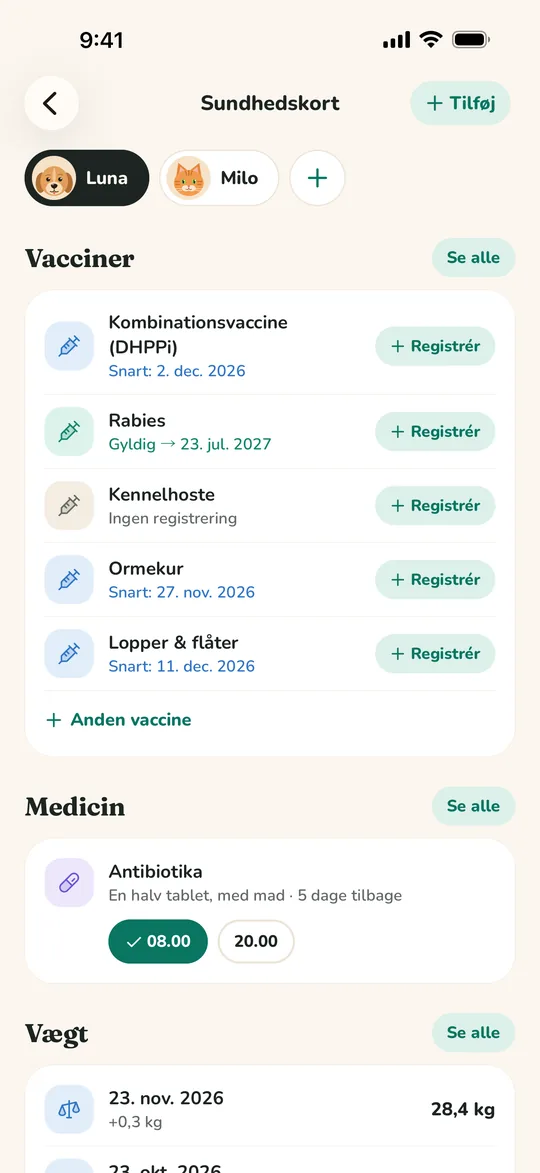 9:41
Sundhedskort
+ Tilføj
Luna
Milo
+
Vacciner
Se alle
Kombinationsvaccine
(DHPPi)
Snart: 2. dec. 2026
+ Registrér
Rabies
Gyldig → 23. jul. 2027
+ Registrér
Kennelhoste
Ingen registrering
+ Registrér
Ormekur
Snart: 27. nov. 2026
+ Registrér
Lopper & flåter
Snart: 11. dec. 2026
+ Registrér
+ Anden vaccine
Medicin
Se alle
Antibiotika
En halv tablet, med mad · 5 dage tilbage
✓ 08.00
20.00
Vægt
Se alle
23. nov. 2026
+0,3 kg
28,4 kg
23. okt. 2026